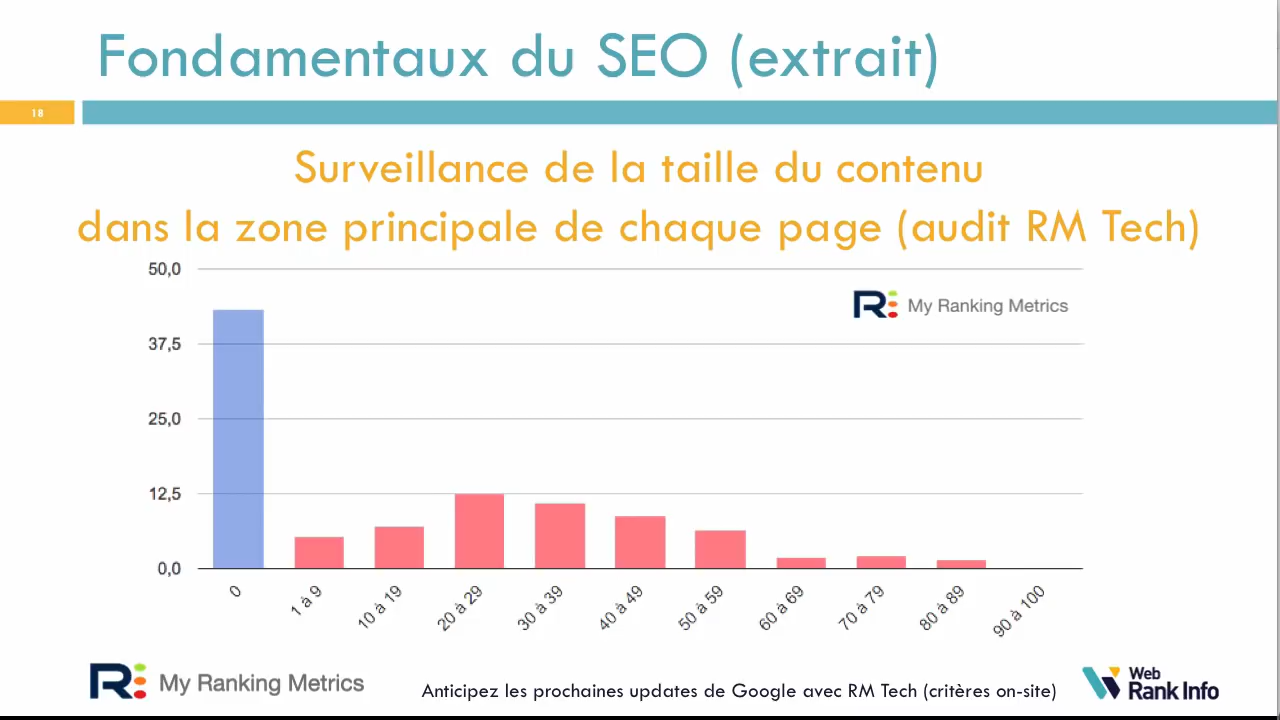 Fondamentaux du SEO (extrait)
18
Surveillance de la taille du contenu
dans la zone principale de chaque page (audit RM Tech)
50,0
My Ranking Metrics
37,5
25,0
12,5
0,0
0
1 à 9
10 à 19
20 à 29
30 à 39
40 à 49
50 à 59
60 à 69
70 à 79
80 à 89
90 à 100
My Ranking Metrics
Anticipez les prochaines updates de Google avec RM Tech (critères on-site)
Web
Rank Info